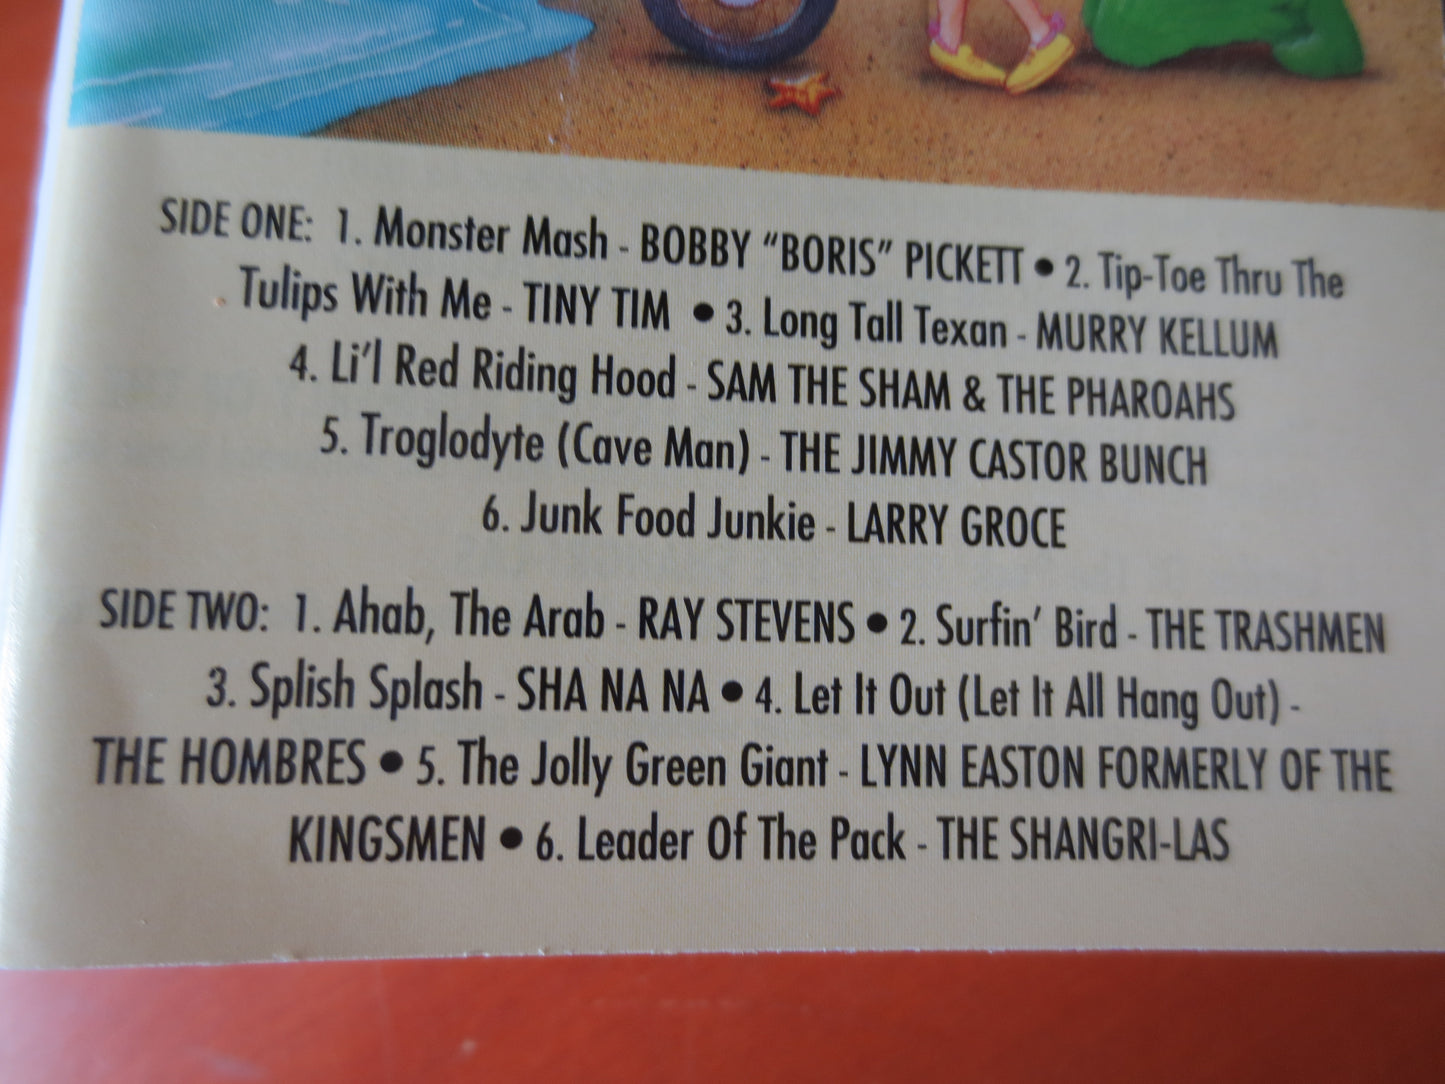 SIDE ONE: 1. Monster Mash - BOBBY “BORIS” PICKETT • 2. Tip-Toe Thru The
Tulips With Me - TINY TIM • 3. Long Tall Texan - MURRY KELLUM
4. Li’l Red Riding Hood - SAM THE SHAM & THE PHAROAHS
5. Troglodyte (Cave Man) - THE JIMMY CASTOR BUNCH
6. Junk Food Junkie - LARRY GROCE
SIDE TWO: 1. Ahab, The Arab - RAY STEVENS • 2. Surfin’ Bird - THE TRASHMEN
3. Splish Splash - SHA NA NA • 4. Let It Out (Let It All Hang Out) -
THE HOMBRES • 5. The Jolly Green Giant - LYNN EASTON FORMERLY OF THE
KINGSMEN • 6. Leader Of The Pack - THE SHANGRI-LAS